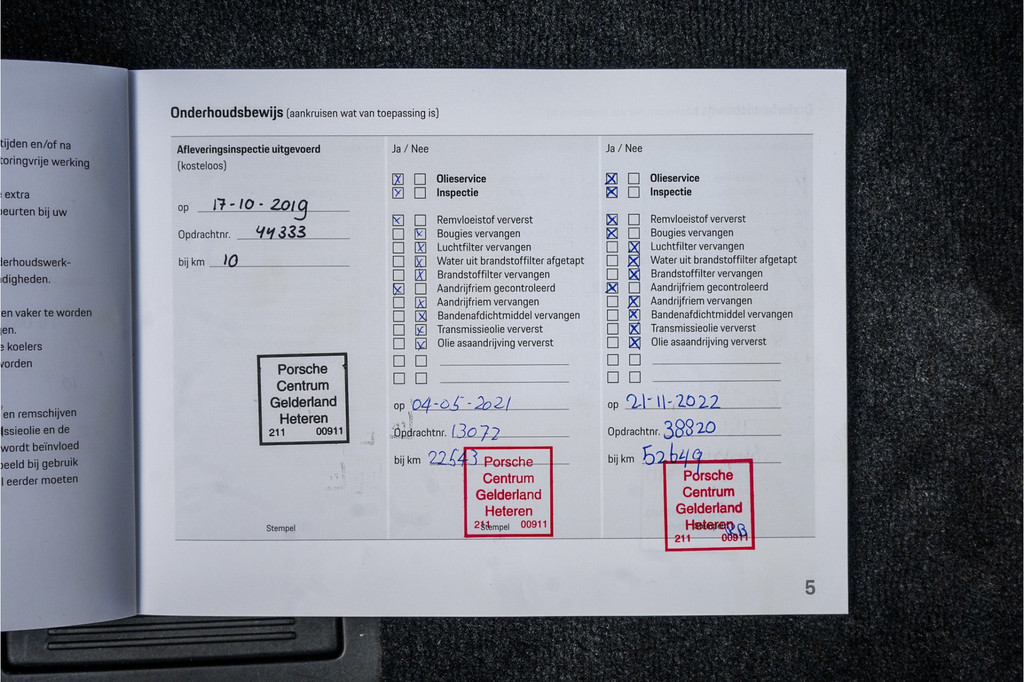 tijden en/of na
toringvrije werking
extra
beurten bij uw
derhoudswerk-
digheden.
en vaker te worden
en.
e koelers
worden
en remschijven
lssieolie en de
wordt beïnvloed
beeld bij gebruik
l eerder moeten
Onderhoudsbewijs (aankruisen wat van toepassing is)
Afleveringsinspectie uitgevoerd
(kosteloos)
op 17-10-2019
Opdrachtnr. 44333
bij km 10
Porsche
Centrum
Gelderland
Heteren
211 00911
Stempel
Ja / Nee
Olieservice
Inspectie
Remvloeistof ververst
Bougies vervangen
Luchtfilter vervangen
Water uit brandstoffilter afgetapt
Brandstoffilter vervangen
Aandrijfriem gecontroleerd
Aandrijfriem vervangen
Bandenafdichtmiddel vervangen
Transmissieolie ververst
Olie asaandrijving ververst
op 04-05-2021
Opdrachtnr. 13072
bij km 22543
Porsche
Centrum
Gelderland
Heteren
211 00911
Stempel
Ja / Nee
Olieservice
Inspectie
Remvloeistof ververst
Bougies vervangen
Luchtfilter vervangen
Water uit brandstoffilter afgetapt
Brandstoffilter vervangen
Aandrijfriem gecontroleerd
Aandrijfriem vervangen
Bandenafdichtmiddel vervangen
Transmissieolie ververst
Olie asaandrijving ververst
op 21-11-2022
Opdrachtnr. 38820
bij km 52649
Porsche
Centrum
Gelderland
Heteren
211 00911
5